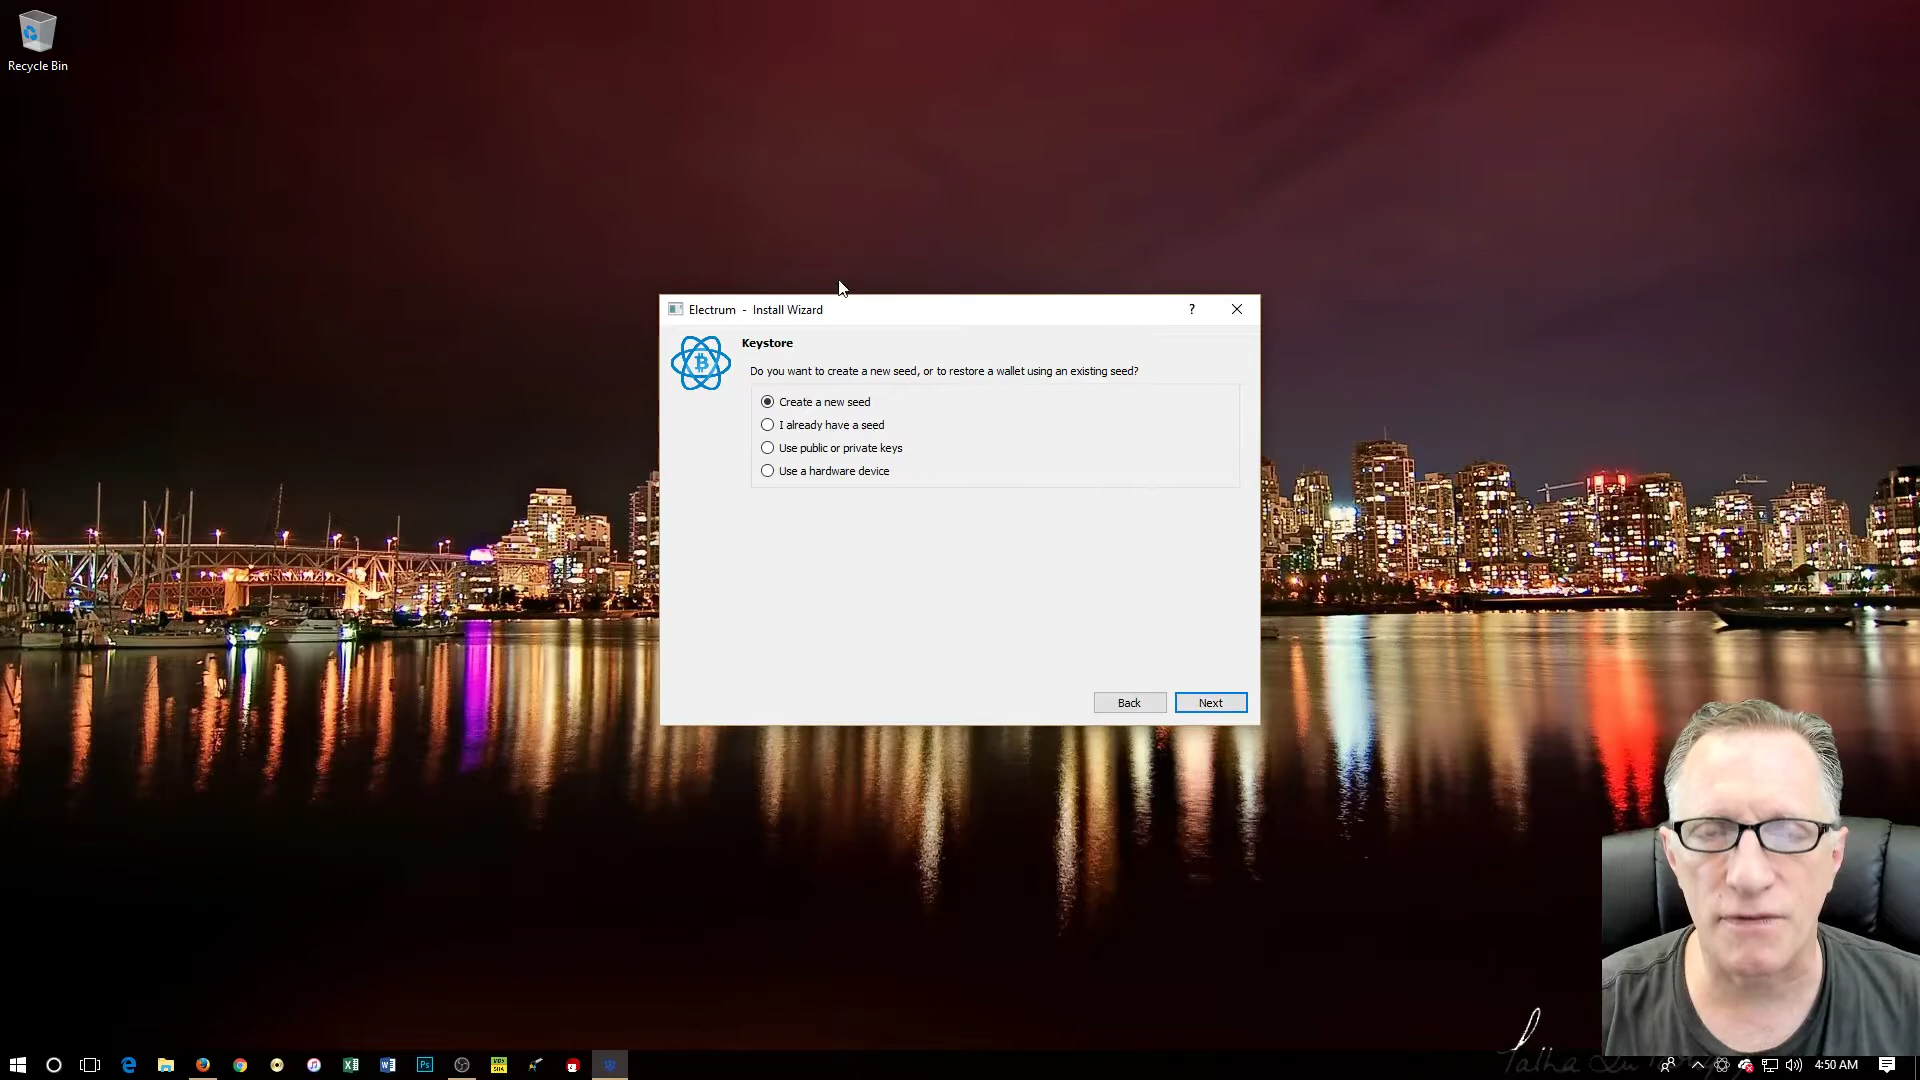 Recycle Bin
Electrum - Install Wizard
?
Keystore
Do you want to create a new seed, or to restore a wallet using an existing seed?
Create a new seed
I already have a seed
Use public or private keys
Use a hardware device
Back
Next
4:50 AM